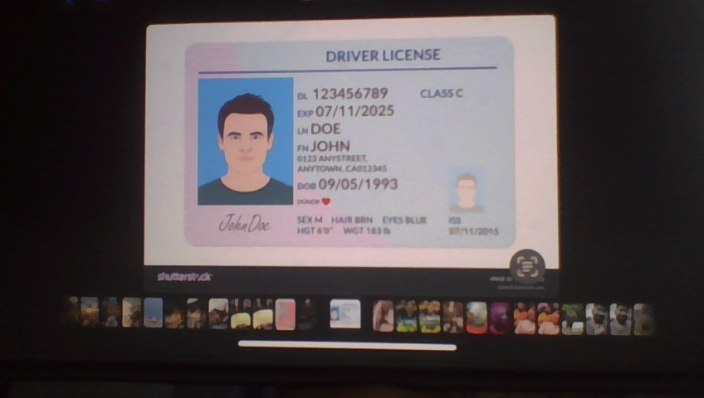 DRIVER LICENSE
DL 123456789 CLASS C
EXP 07/11/2025
LN DOE
FN JOHN
0123 ANYSTREET,
ANYTOWN, CA012345
DOB 09/05/1993
DONOR
John Doe
SEX M HAIR BRN EYES BLUE ISS
HGT 6'0" WGT 183 lb 07/11/2015
shutterstock